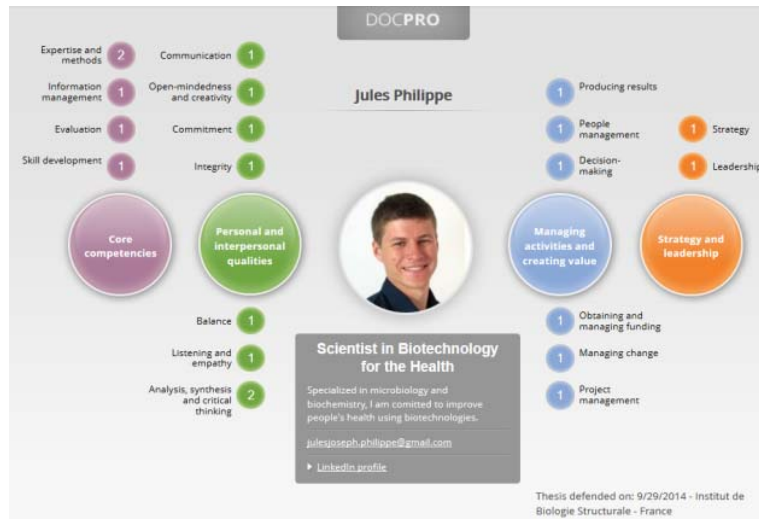 DOCPRO
Jules Philippe
Expertise and
methods
2
Information
management
1
Evaluation
1
Skill development
1
Core
competencies
Communication
1
Open-mindedness
and creativity
1
Commitment
1
Integrity
1
Personal and
interpersonal
qualities
Balance
1
Listening and
empathy
1
Analysis, synthesis
and critical
thinking
2
Scientist in Biotechnology
for the Health
Specialized in microbiology and
biochemistry, I am comitted to improve
people's health using biotechnologies.
julesjoseph.philippe@gmail.com
LinkedIn profile
1
Producing results
1
People
management
1
Decision-
making
Managing
activities and
creating value
1
Obtaining and
managing funding
1
Managing change
1
Project
management
1
Strategy
1
Leadership
Strategy and
leadership
Thesis defended on: 9/29/2014 - Institut de
Biologie Structurale - France